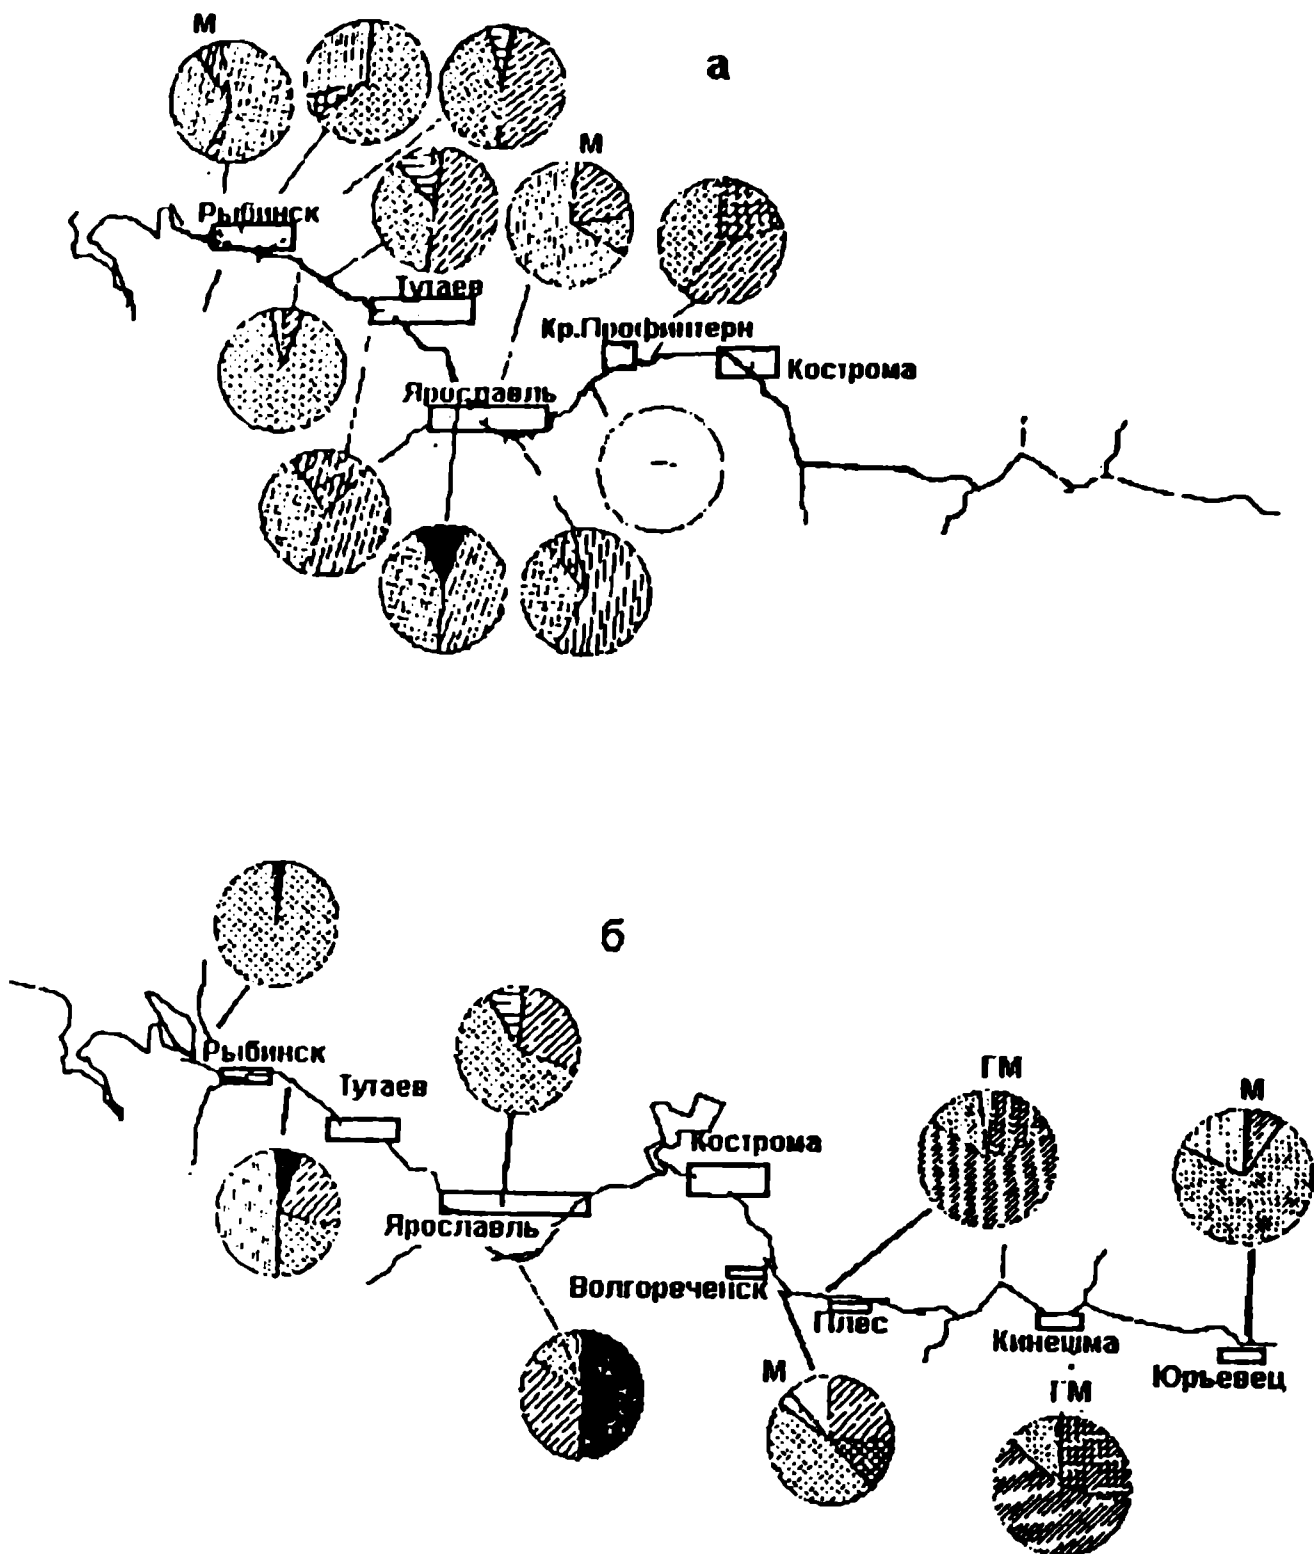 М
а
М
Рыбинск
Тутаев
Кр.Профинтерн
Кострома
Ярославль
б
Рыбинск
Тутаев
ГМ
М
Кострома
Ярославль
Волгореченск
Плес
Кинешма
Юрьевец
М
ГМ